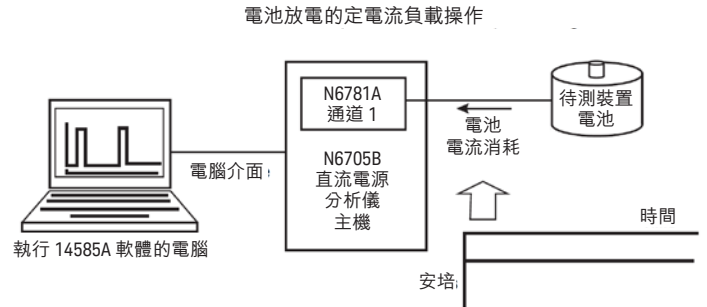 電池放電的定電流負載操作
N6781A
通道 1
待測裝置
電池
電池
電流消耗
電腦介面
N6705B
直流電源
分析儀
主機
時間
執行 14585A 軟體的電腦
安培